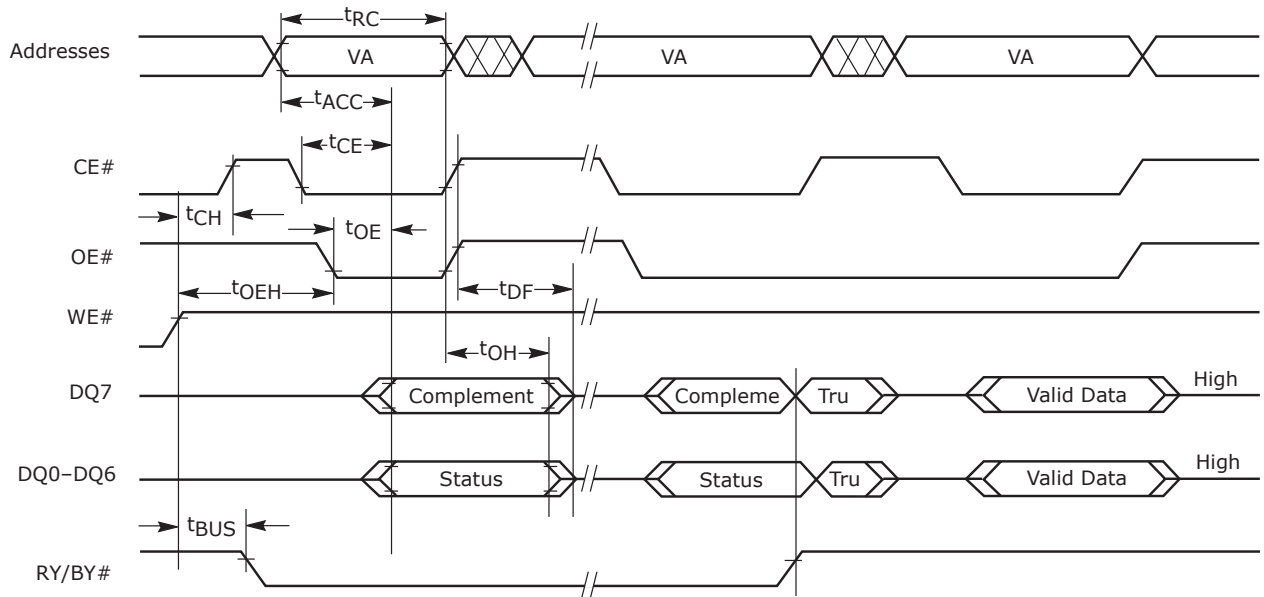 tRC
Addresses VA VA VA
tACC
tCE
CE#
tCH
tOE
OE#
tOEH tDF
WE#
tOH
DQ7 Complement Compleme Tru Valid Data High
DQ0–DQ6 Status Status Tru Valid Data High
tBUS
RY/BY#